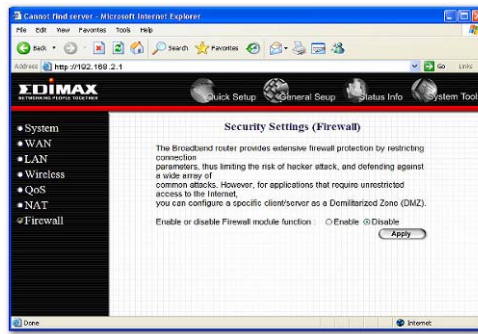 Cannot find server - Microsoft Internet Explorer
File Edit View Favorites Tools Help
Back Search Favorites
Address http://192.168.2.1 Go Links
EDIMAX
NETWORKING PEOPLE TOGETHER
Quick Setup General Seup Status Info System Tool
System
WAN
LAN
Wireless
QoS
NAT
Firewall
Security Settings (Firewall)
The Broadband router provides extensive firewall protection by restricting
connection
parameters, thus limiting the risk of hacker attack, and defending against
a wide array of
common attacks. However, for applications that require unrestricted
access to the Internet,
you can configure a specific client/server as a Demilitarized Zone (DMZ).
Enable or disable Firewall module function : Enable Disable
Apply
Done Internet